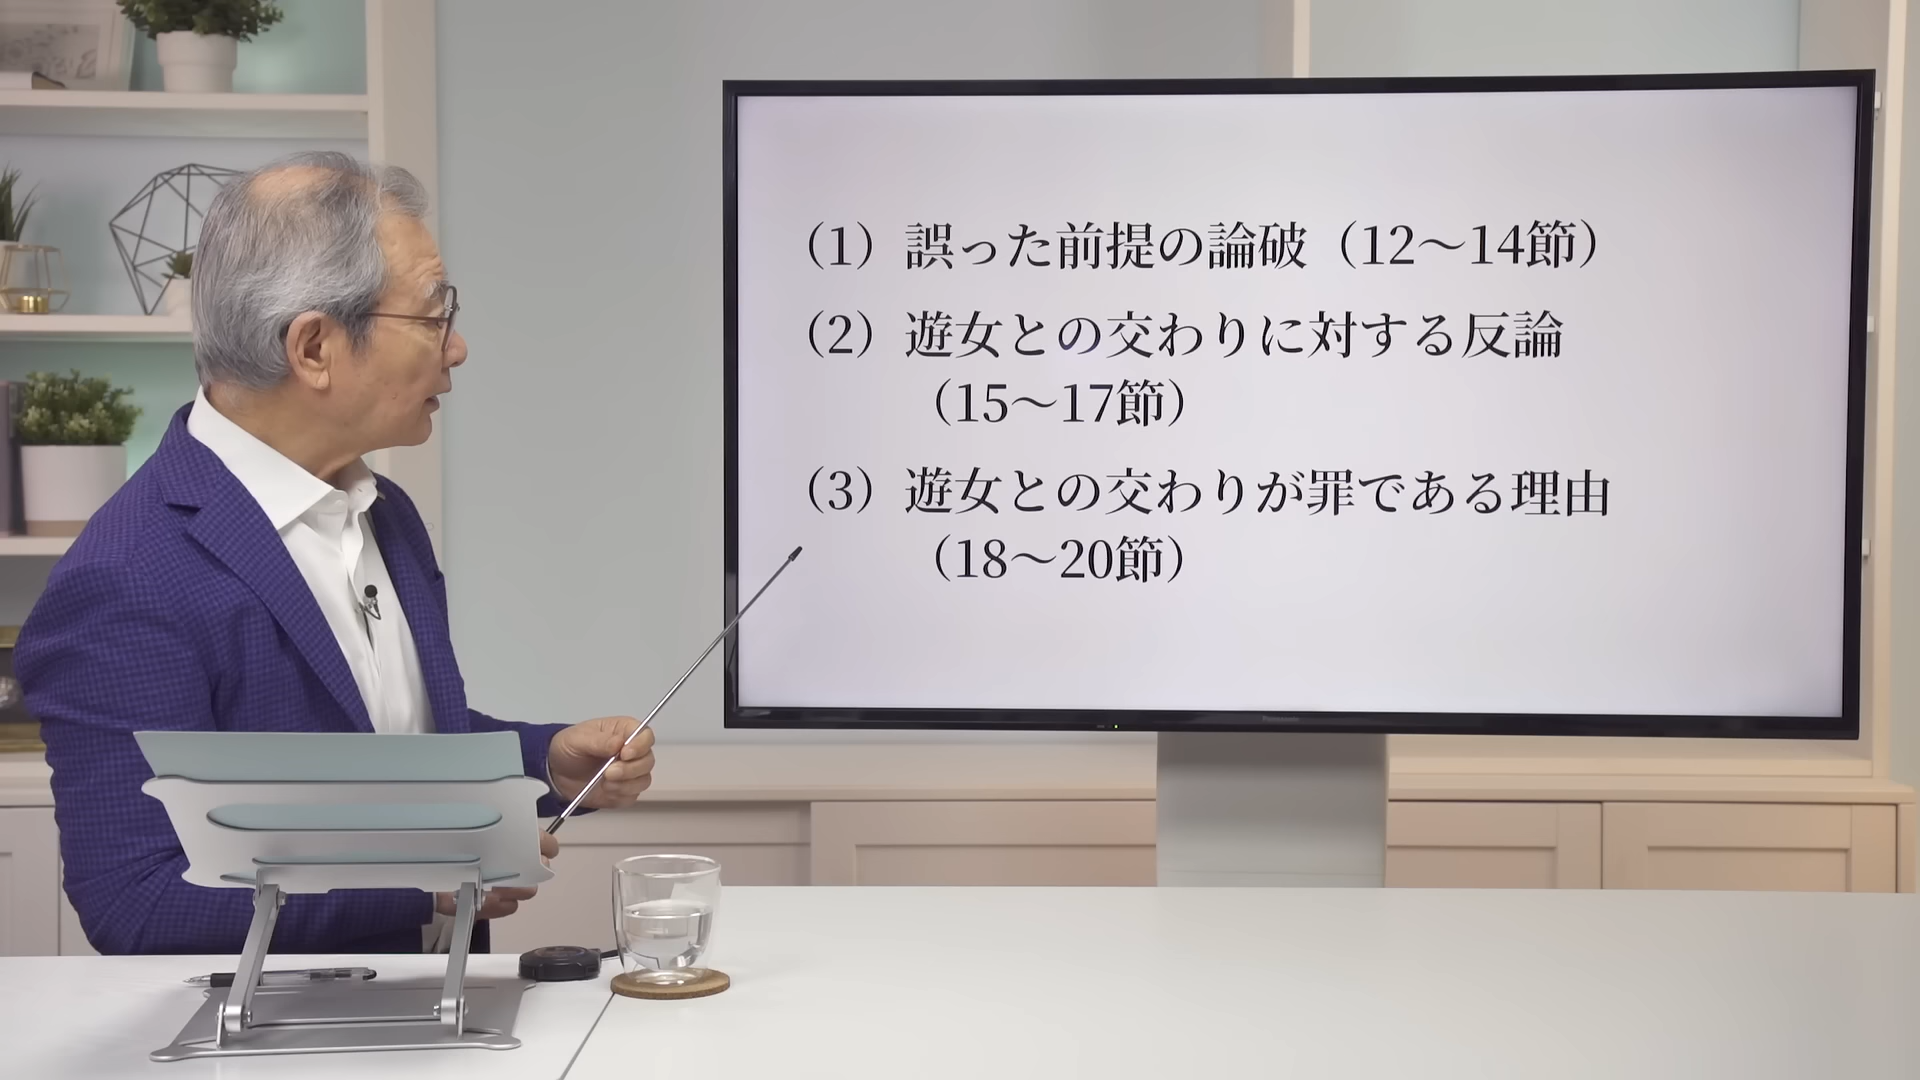 （1）誤った前提の論破（12～14節）
（2）遊女との交わりに対する反論
（15～17節）
（3）遊女との交わりが罪である理由
（18～20節）
Panasonic